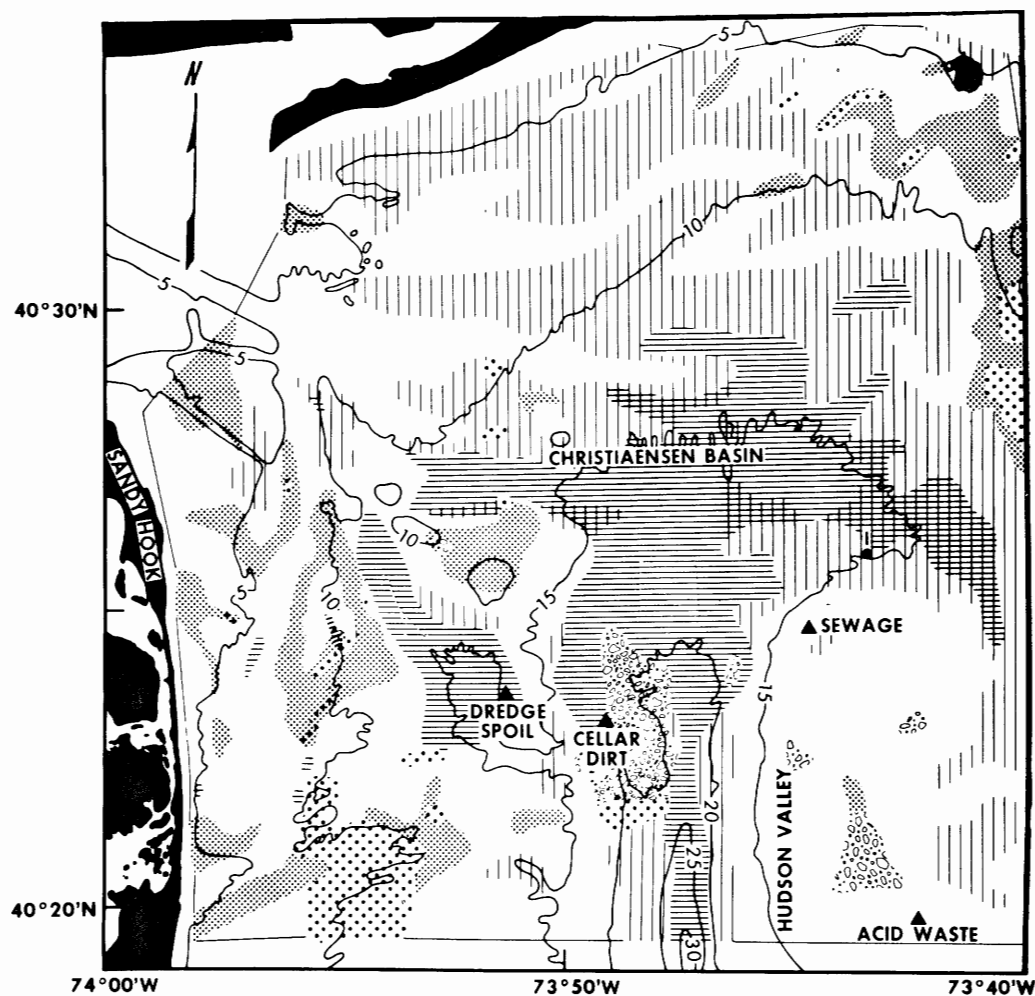 5
N
10
5
40°30'N
5
CHRISTIAENSEN BASIN
SANDY HOOK
10
5
10
15
SEWAGE
15
DREDGE
SPOIL
CELLAR
DIRT
HUDSON VALLEY
20
25
40°20'N
ACID WASTE
30
74°00'W
73°50'W
73°40'W